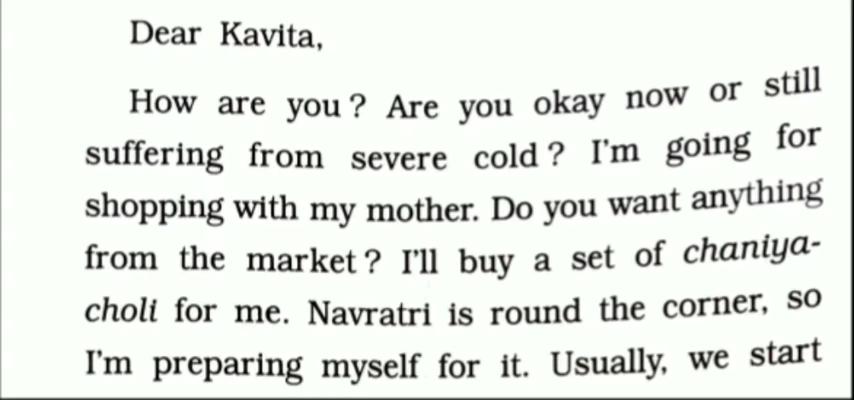 Dear Kavita,
How are you ? Are you okay now or still
suffering from severe cold ? I'm going for
shopping with my mother. Do you want anything
from the market ? I'll buy a set of chaniya-
choli for me. Navratri is round the corner, so
I'm preparing myself for it. Usually, we start